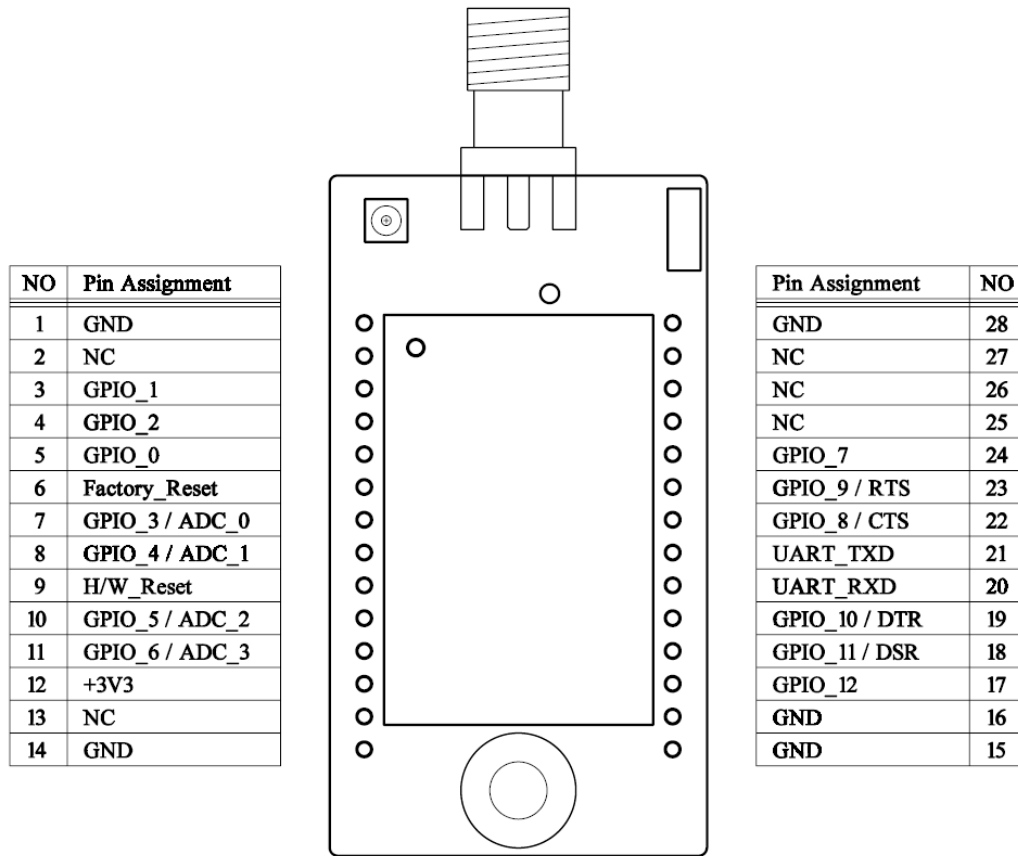 NO Pin Assignment
1 GND
2 NC
3 GPIO_1
4 GPIO_2
5 GPIO_0
6 Factory_Reset
7 GPIO_3 / ADC_0
8 GPIO_4 / ADC_1
9 H/W_Reset
10 GPIO_5 / ADC_2
11 GPIO_6 / ADC_3
12 +3V3
13 NC
14 GND
Pin Assignment NO
GND 28
NC 27
NC 26
NC 25
GPIO_7 24
GPIO_9 / RTS 23
GPIO_8 / CTS 22
UART_TXD 21
UART_RXD 20
GPIO_10 / DTR 19
GPIO_11 / DSR 18
GPIO_12 17
GND 16
GND 15